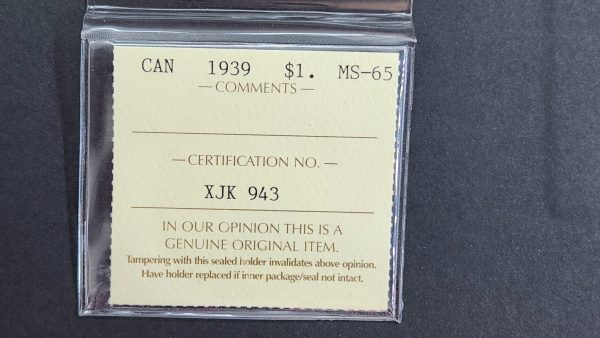 CAN 1939 $1. MS-65
— COMMENTS —
— CERTIFICATION NO. —
XJK 943
IN OUR OPINION THIS IS A
GENUINE ORIGINAL ITEM.
Tampering with this sealed holder invalidates above opinion.
Have holder replaced if inner package/seal not intact.